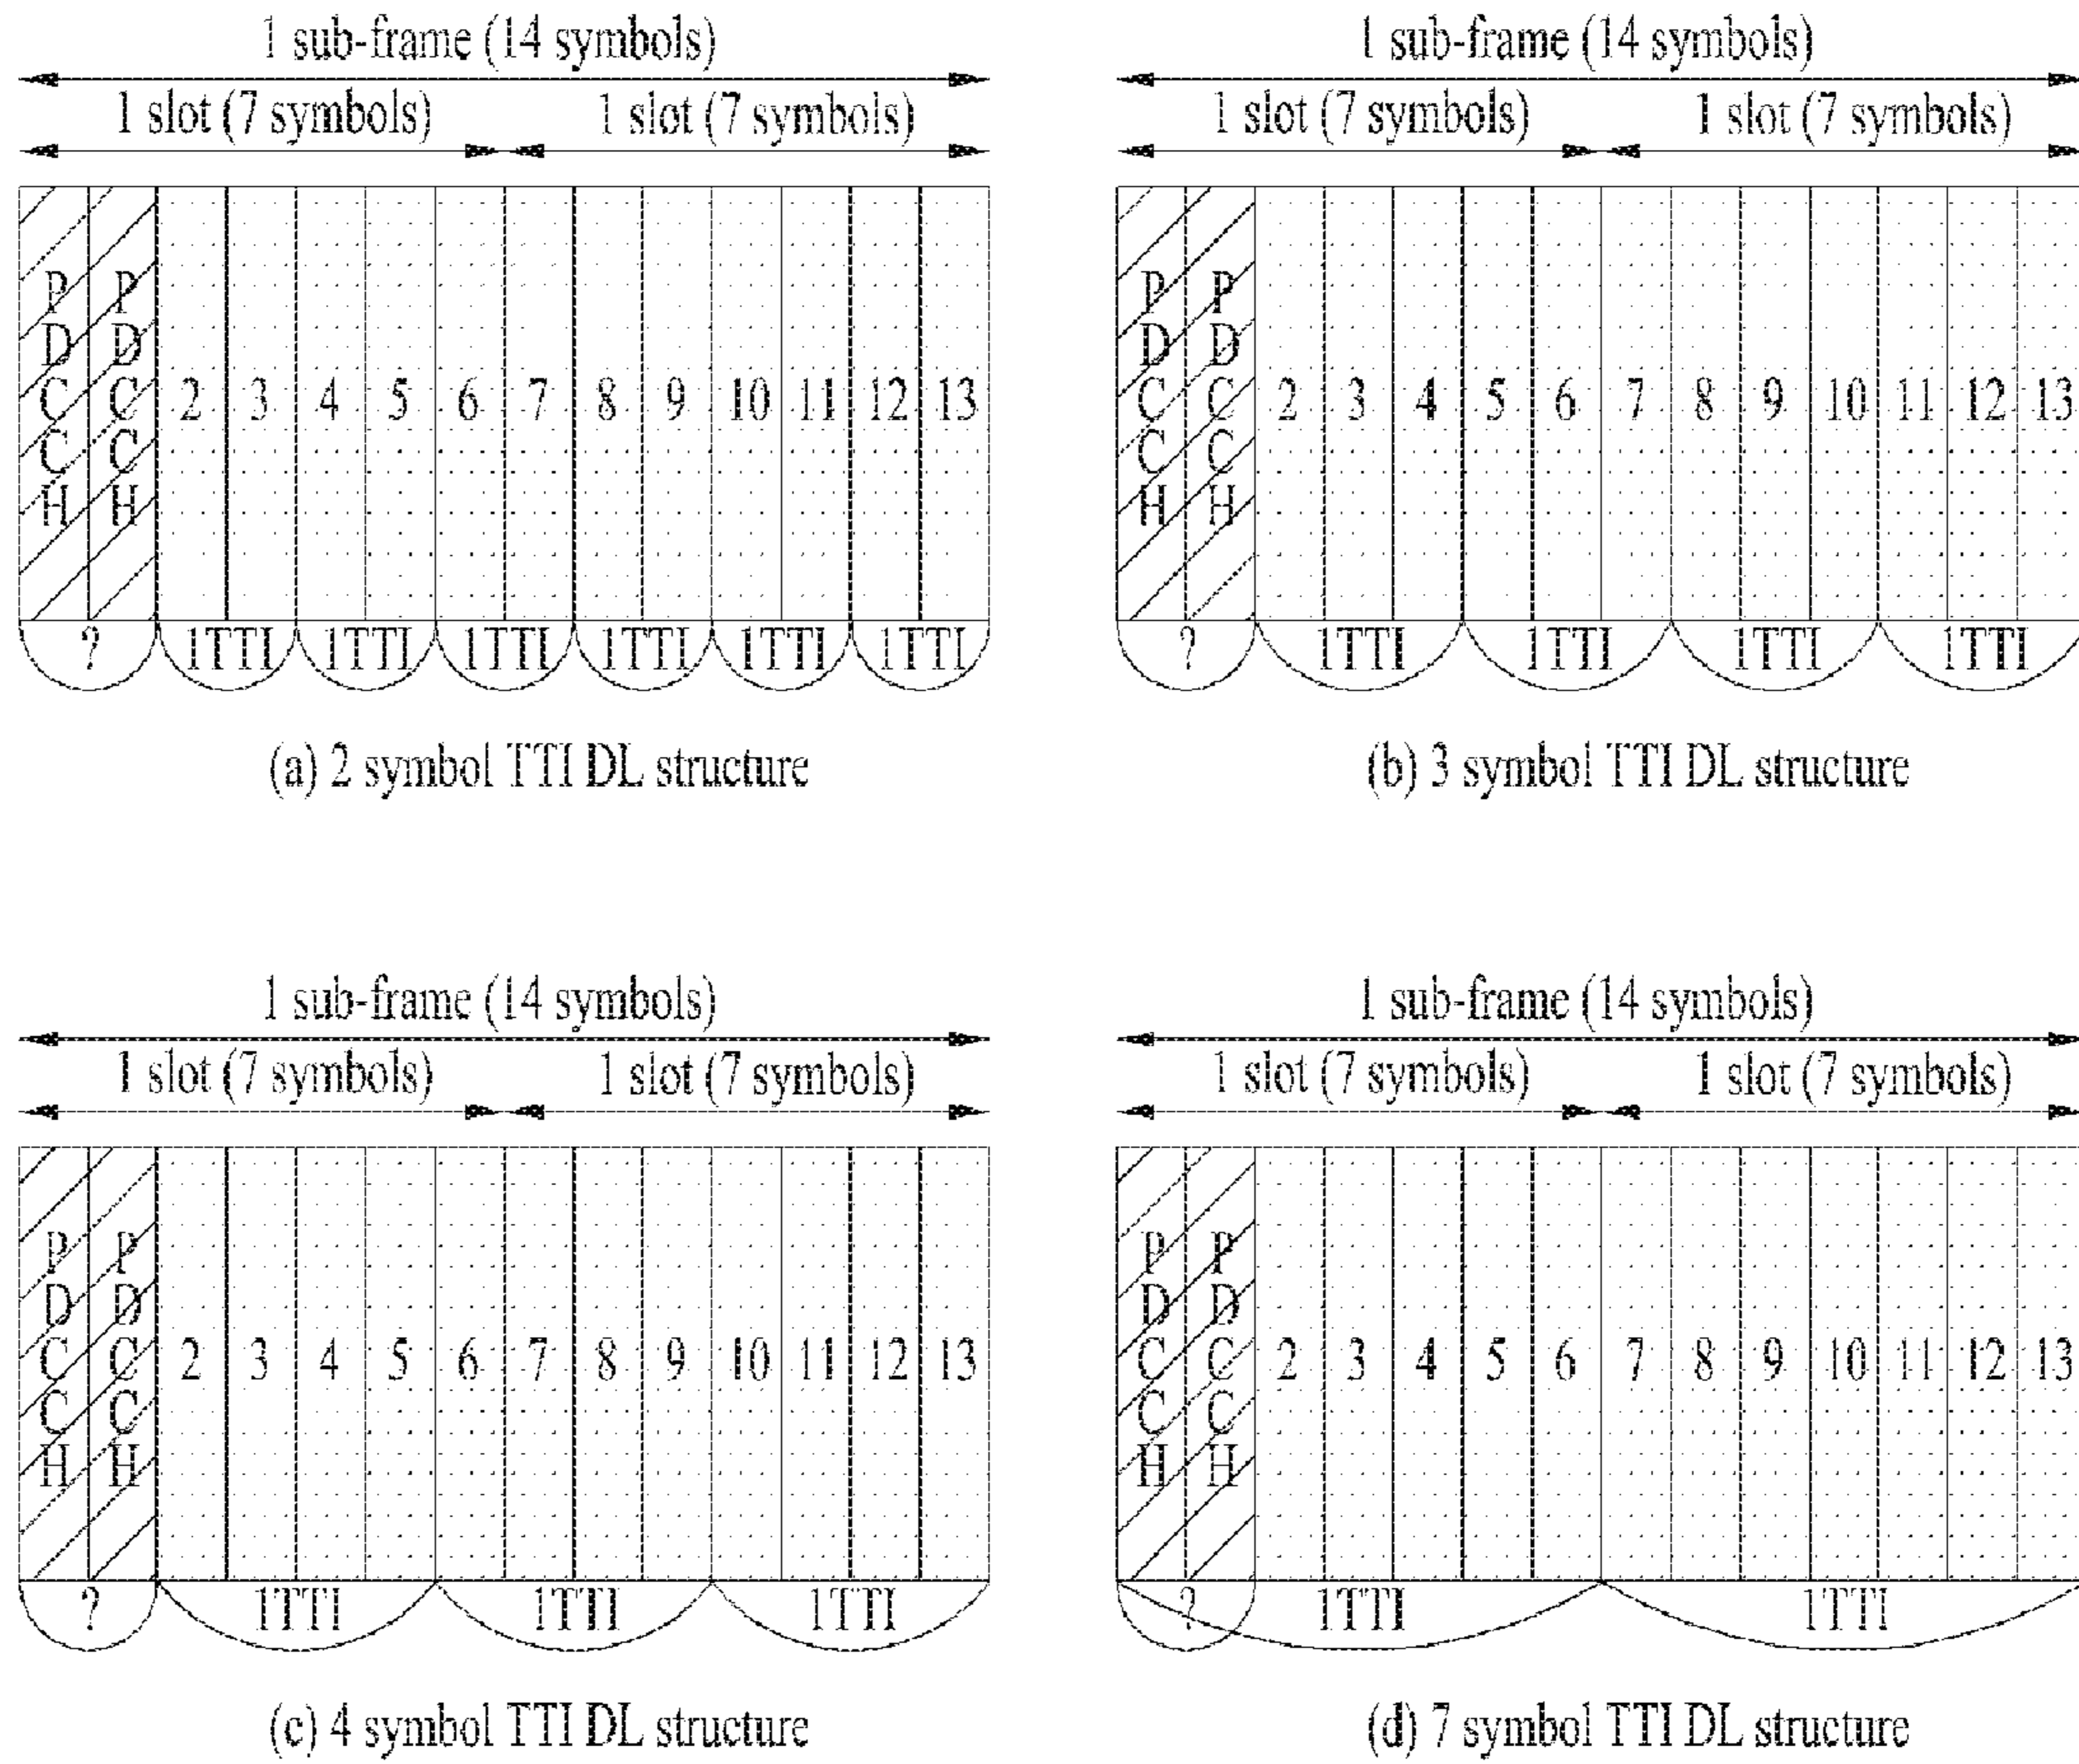 1 sub-frame (14 symbols)
1 slot (7 symbols) 1 slot (7 symbols)
P P
D D
C C 2 3 4 5 6 7 8 9 10 11 12 13
C C
H H
? 1TTI 1TTI 1TTI 1TTI 1TTI 1TTI
(a) 2 symbol TTI DL structure
1 sub-frame (14 symbols)
1 slot (7 symbols) 1 slot (7 symbols)
P P
D D
C C 2 3 4 5 6 7 8 9 10 11 12 13
C C
H H
? 1TTI 1TTI 1TTI 1TTI
(b) 3 symbol TTI DL structure
1 sub-frame (14 symbols)
1 slot (7 symbols) 1 slot (7 symbols)
P P
D D
C C 2 3 4 5 6 7 8 9 10 11 12 13
C C
H H
? 1TTI 1TTI 1TTI
(c) 4 symbol TTI DL structure
1 sub-frame (14 symbols)
1 slot (7 symbols) 1 slot (7 symbols)
P P
D D
C C 2 3 4 5 6 7 8 9 10 11 12 13
C C
H H
? 1TTI 1TTI
(d) 7 symbol TTI DL structure